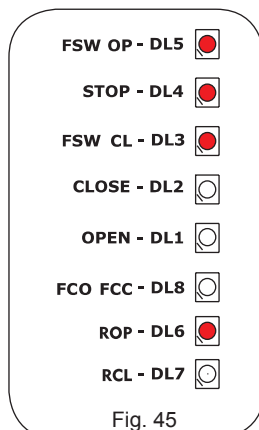 FSW OP - DL5
STOP - DL4
FSW CL - DL3
CLOSE - DL2
OPEN - DL1
FCO FCC - DL8
ROP - DL6
RCL - DL7
Fig. 45